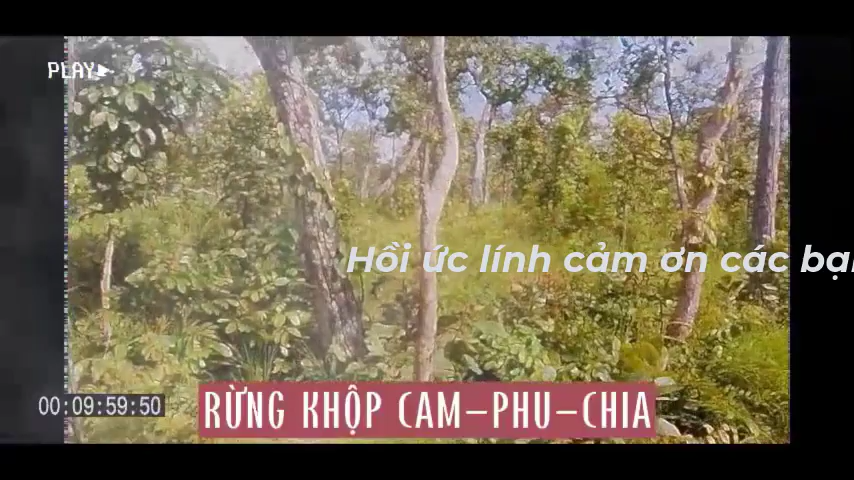 PLAY
Hồi ức lính cảm ơn các bạn
00:09:59:50
RỪNG KHỘP CAM-PHU-CHIA